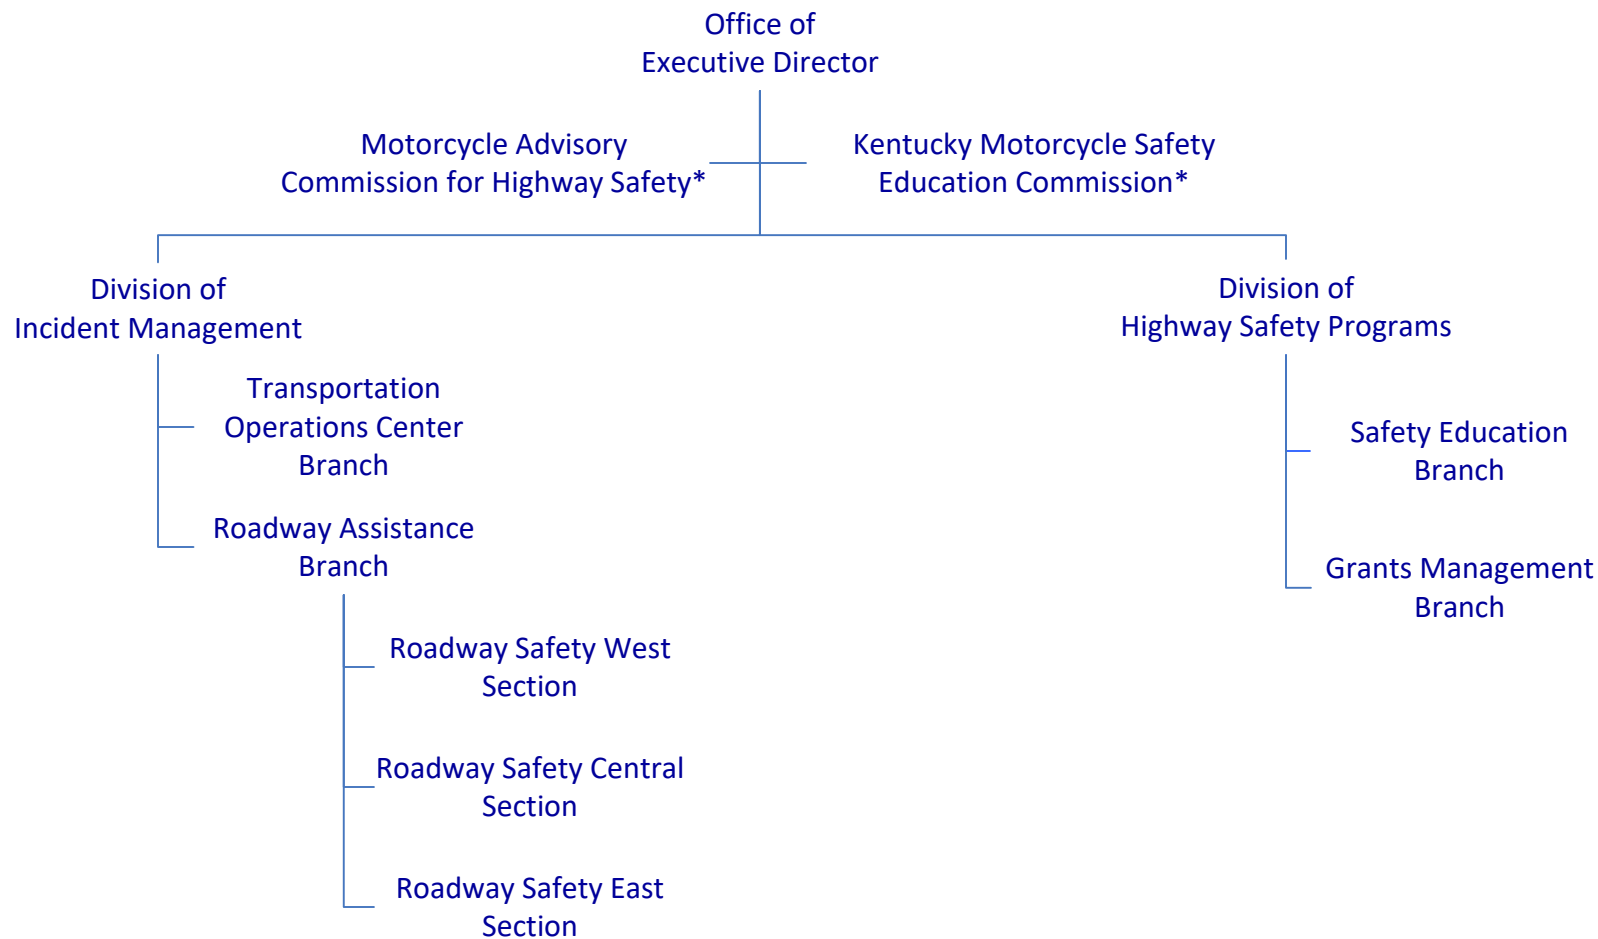 Office of
Executive Director
Motorcycle Advisory
Commission for Highway Safety*
Kentucky Motorcycle Safety
Education Commission*
Division of
Incident Management
Transportation
Operations Center
Branch
Roadway Assistance
Branch
Roadway Safety West
Section
Roadway Safety Central
Section
Roadway Safety East
Section
Division of
Highway Safety Programs
Safety Education
Branch
Grants Management
Branch